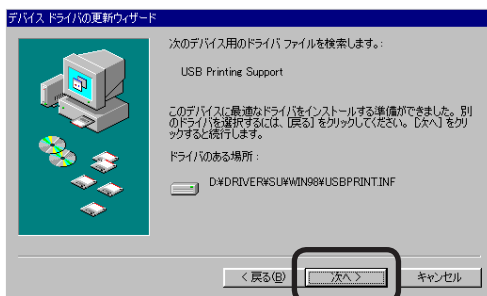 デバイス ドライバの更新ウィザード
次のデバイス用のドライバ ファイルを検索します。:
USB Printing Support
このデバイスに最適なドライバをインストールする準備ができました。別
のドライバを選択するには、[戻る] をクリックしてください。[次へ] をクリ
ックすると続行します。
ドライバのある場所 :
D:¥DRIVER¥SU¥WIN98¥USBPRINT.INF
< 戻る(B)
次へ >
キャンセル